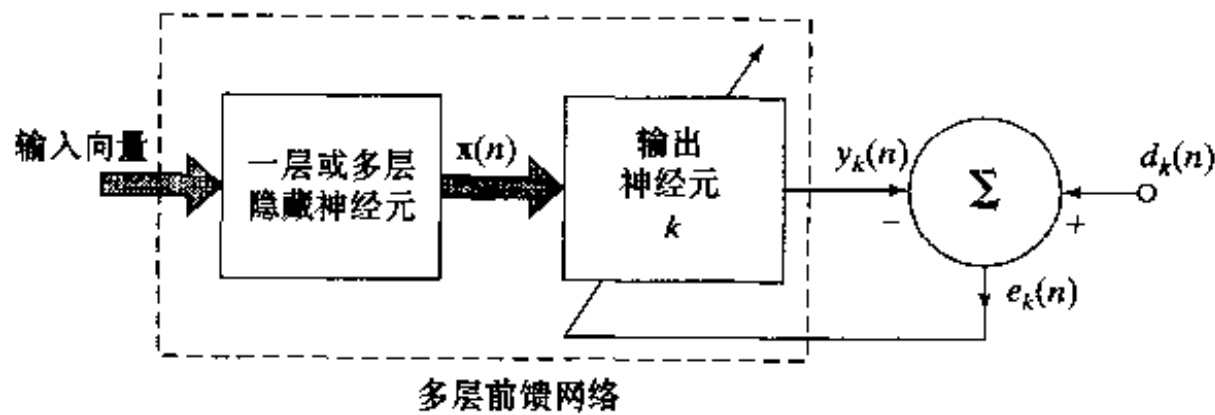 输入向量
一层或多层
隐藏神经元
x(n)
输出
神经元
k
y_k(n)
−
Σ
+
d_k(n)
e_k(n)
多层前馈网络